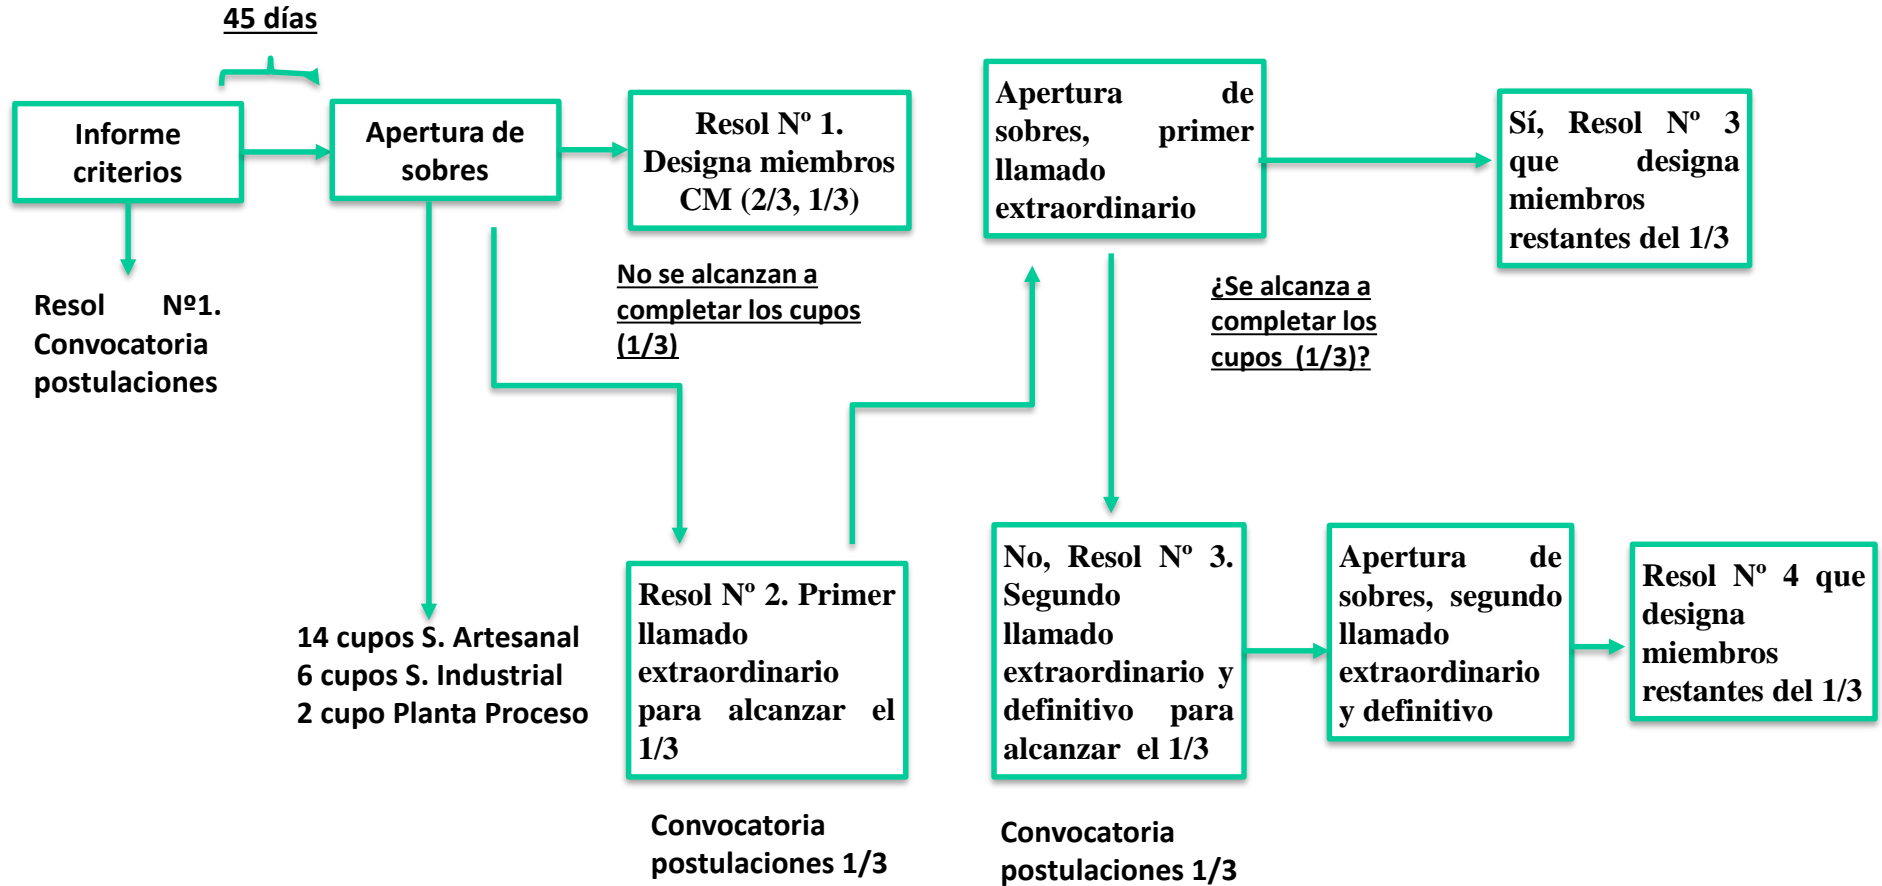 45 días
Informe
criterios
Apertura de
sobres
Resol Nº 1.
Designa miembros
CM (2/3, 1/3)
Resol Nº1.
Convocatoria
postulaciones
No se alcanzan a
completar los cupos
(1/3)
14 cupos S. Artesanal
6 cupos S. Industrial
2 cupo Planta Proceso
Resol Nº 2. Primer
llamado
extraordinario
para alcanzar el
1/3
Convocatoria
postulaciones 1/3
Apertura de
sobres, primer
llamado
extraordinario
¿Se alcanza a
completar los
cupos (1/3)?
Sí, Resol Nº 3
que designa
miembros
restantes del 1/3
No, Resol Nº 3.
Segundo
llamado
extraordinario y
definitivo para
alcanzar el 1/3
Convocatoria
postulaciones 1/3
Apertura de
sobres, segundo
llamado
extraordinario
y definitivo
Resol Nº 4 que
designa
miembros
restantes del 1/3